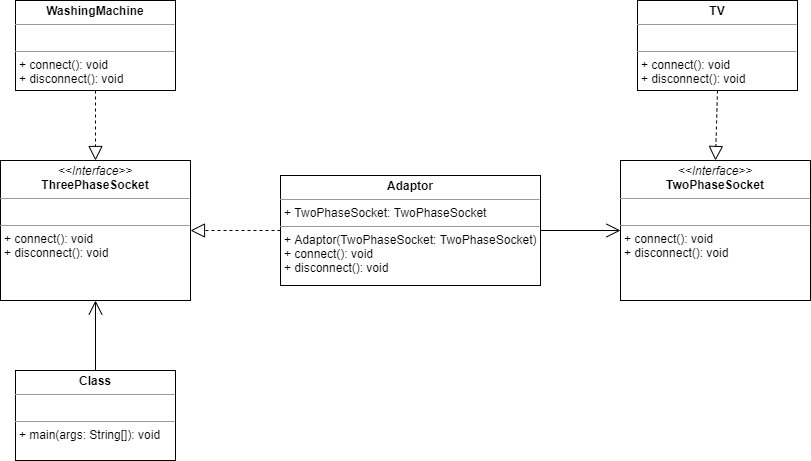 WashingMachine
+ connect(): void
+ disconnect(): void
TV
+ connect(): void
+ disconnect(): void
<<Interface>>
ThreePhaseSocket
+ connect(): void
+ disconnect(): void
Adaptor
+ TwoPhaseSocket: TwoPhaseSocket
+ Adaptor(TwoPhaseSocket: TwoPhaseSocket)
+ connect(): void
+ disconnect(): void
<<Interface>>
TwoPhaseSocket
+ connect(): void
+ disconnect(): void
Class
+ main(args: String[]): void